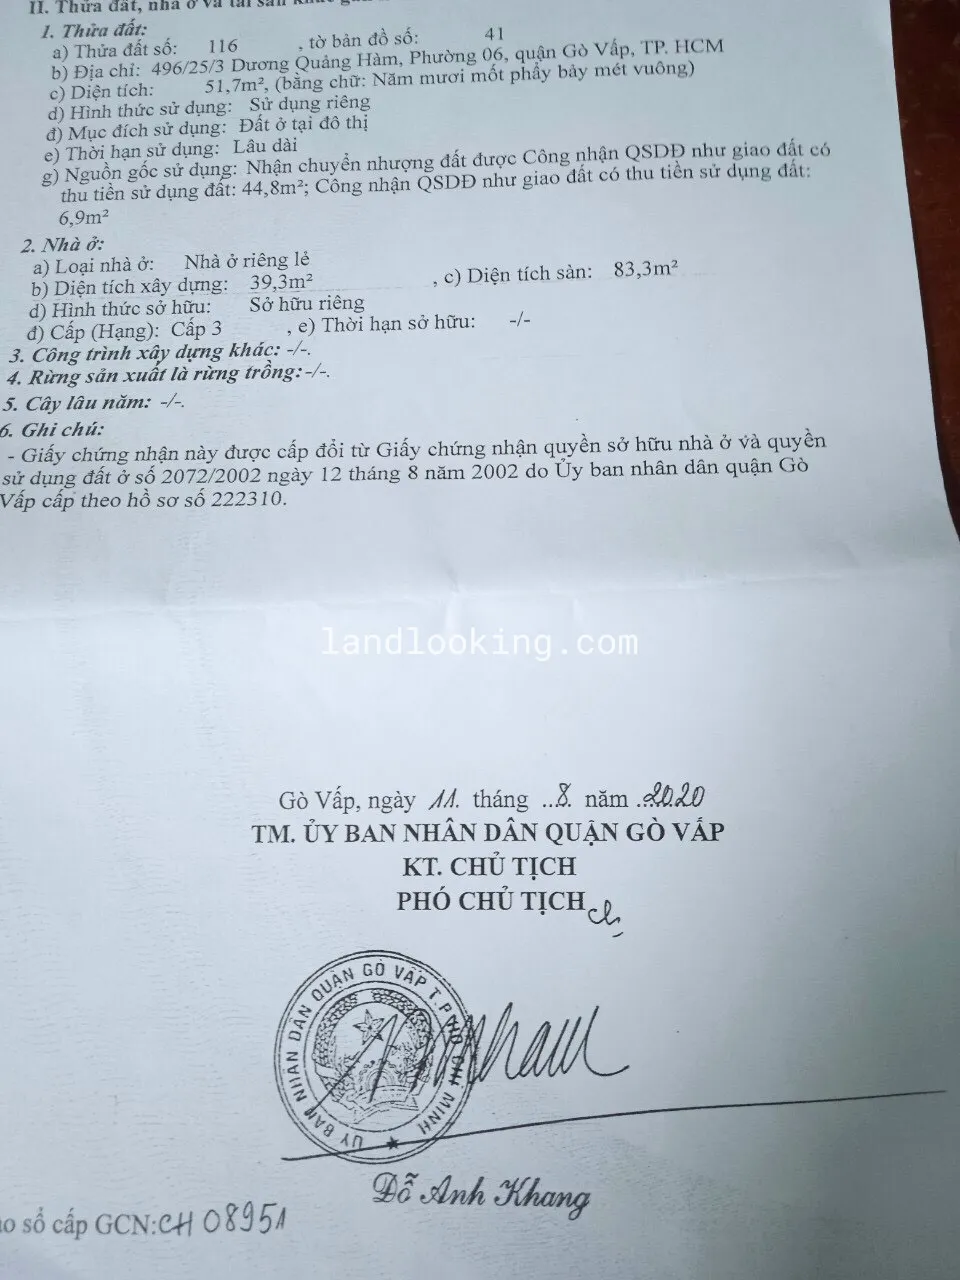 II. Thửa đất, nhà ở và tài sản khác
1. Thửa đất:
a) Thửa đất số: 116 , tờ bản đồ số: 41
b) Địa chỉ: 496/25/3 Dương Quảng Hàm, Phường 06, quận Gò Vấp, TP. HCM
c) Diện tích: 51,7m², (bằng chữ: Năm mươi mốt phẩy bảy mét vuông)
d) Hình thức sử dụng: Sử dụng riêng
đ) Mục đích sử dụng: Đất ở tại đô thị
e) Thời hạn sử dụng: Lâu dài
g) Nguồn gốc sử dụng: Nhận chuyển nhượng đất được Công nhận QSDĐ như giao đất có
thu tiền sử dụng đất: 44,8m²; Công nhận QSDĐ như giao đất có thu tiền sử dụng đất:
6,9m²
2. Nhà ở:
a) Loại nhà ở: Nhà ở riêng lẻ
b) Diện tích xây dựng: 39,3m² , c) Diện tích sàn: 83,3m²
d) Hình thức sở hữu: Sở hữu riêng
đ) Cấp (Hạng): Cấp 3 , e) Thời hạn sở hữu: -/-
3. Công trình xây dựng khác: -/-.
4. Rừng sản xuất là rừng trồng: -/-.
5. Cây lâu năm: -/-.
6. Ghi chú:
- Giấy chứng nhận này được cấp đổi từ Giấy chứng nhận quyền sở hữu nhà ở và quyền
sử dụng đất ở số 2072/2002 ngày 12 tháng 8 năm 2002 do Ủy ban nhân dân quận Gò
Vấp cấp theo hồ sơ số 222310.
landlooking.com
Gò Vấp, ngày 11. tháng ..8. năm ..2020
TM. ỦY BAN NHÂN DÂN QUẬN GÒ VẤP
KT. CHỦ TỊCH
PHÓ CHỦ TỊCH
ỦY BAN NHÂN DÂN QUẬN GÒ VẤP T.P HỒ CHÍ MINH
Đỗ Anh Khang
sổ cấp GCN: CH 08951